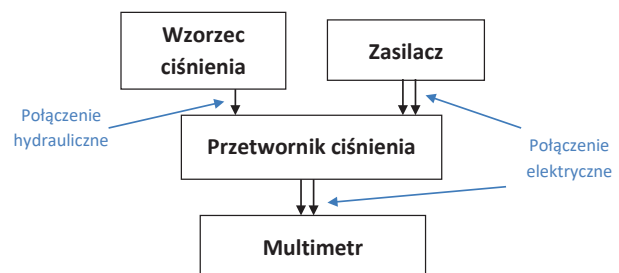 Wzorzec
ciśnienia
Zasilacz
Połączenie
hydrauliczne
Przetwornik ciśnienia
Połączenie
elektryczne
Multimetr